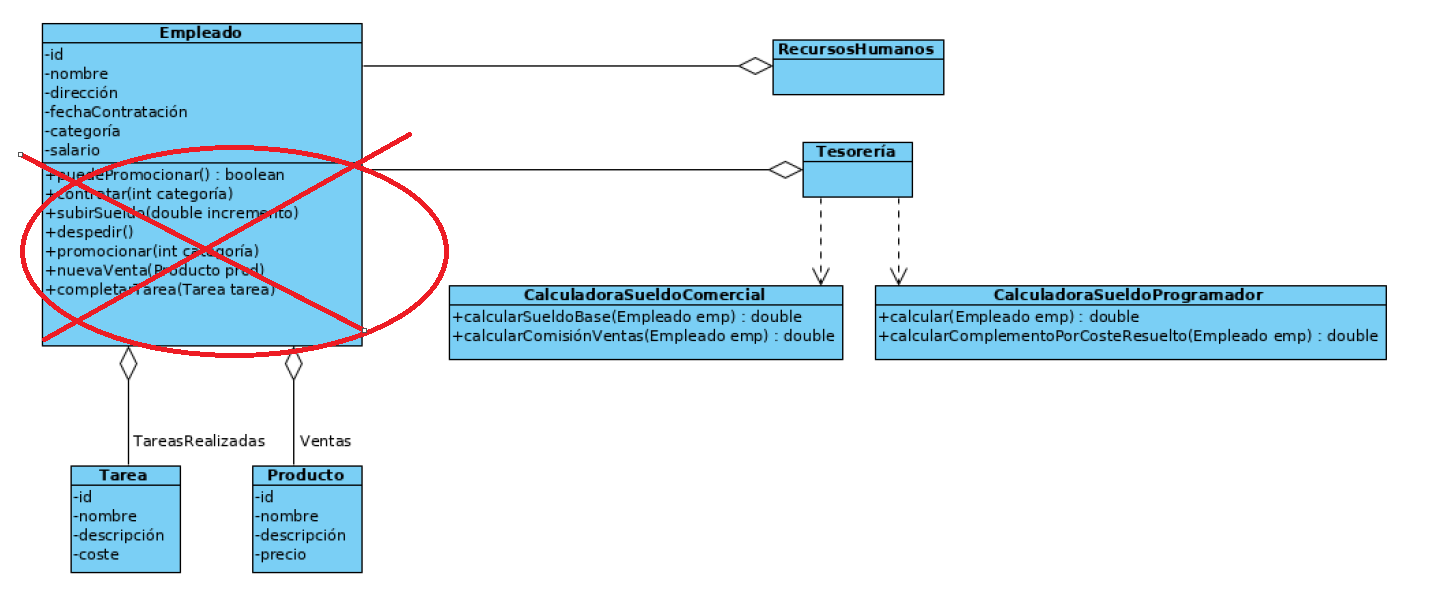 Empleado
-id
-nombre
-dirección
-fechaContratación
-categoría
-salario
+puedePromocionar() : boolean
+contratar(int categoría)
+subirSueldo(double incremento)
+despedir()
+promocionar(int categoría)
+nuevaVenta(Producto prod)
+completarTarea(Tarea tarea)
RecursosHumanos
Tesorería
CalculadoraSueldoComercial
+calcularSueldoBase(Empleado emp) : double
+calcularComisiónVentas(Empleado emp) : double
CalculadoraSueldoProgramador
+calcular(Empleado emp) : double
+calcularComplementoPorCosteResuelto(Empleado emp) : double
TareasRealizadas
Ventas
Tarea
-id
-nombre
-descripción
-coste
Producto
-id
-nombre
-descripción
-precio